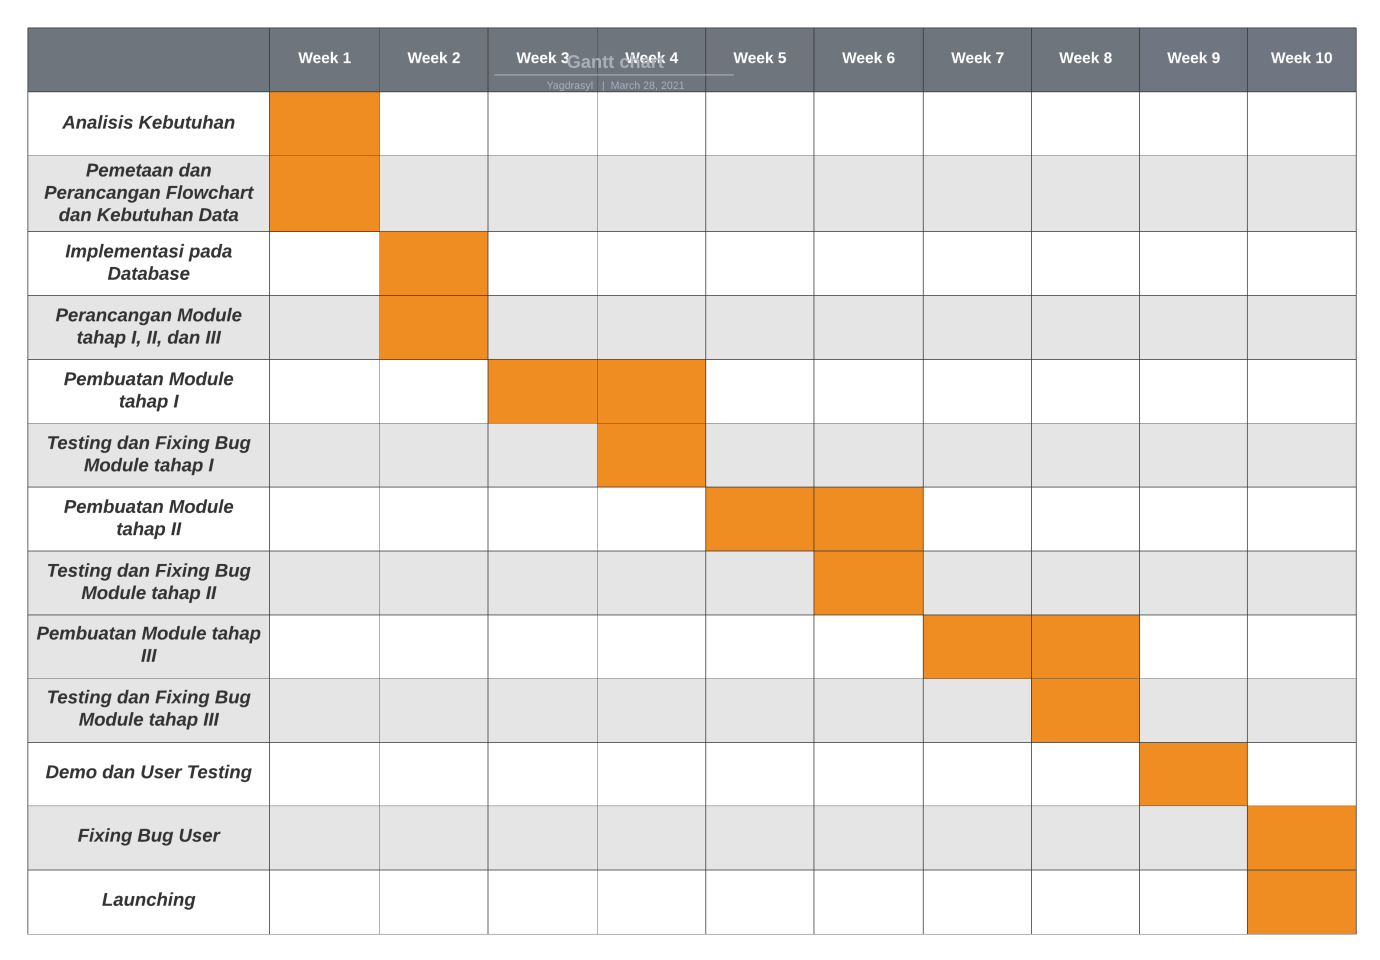 Week 1
Week 2
Week 3
Week 4
Week 5
Week 6
Week 7
Week 8
Week 9
Week 10
Gantt chart
Yagdrasyl | March 28, 2021
Analisis Kebutuhan
Pemetaan dan
Perancangan Flowchart
dan Kebutuhan Data
Implementasi pada
Database
Perancangan Module
tahap I, II, dan III
Pembuatan Module
tahap I
Testing dan Fixing Bug
Module tahap I
Pembuatan Module
tahap II
Testing dan Fixing Bug
Module tahap II
Pembuatan Module tahap
III
Testing dan Fixing Bug
Module tahap III
Demo dan User Testing
Fixing Bug User
Launching